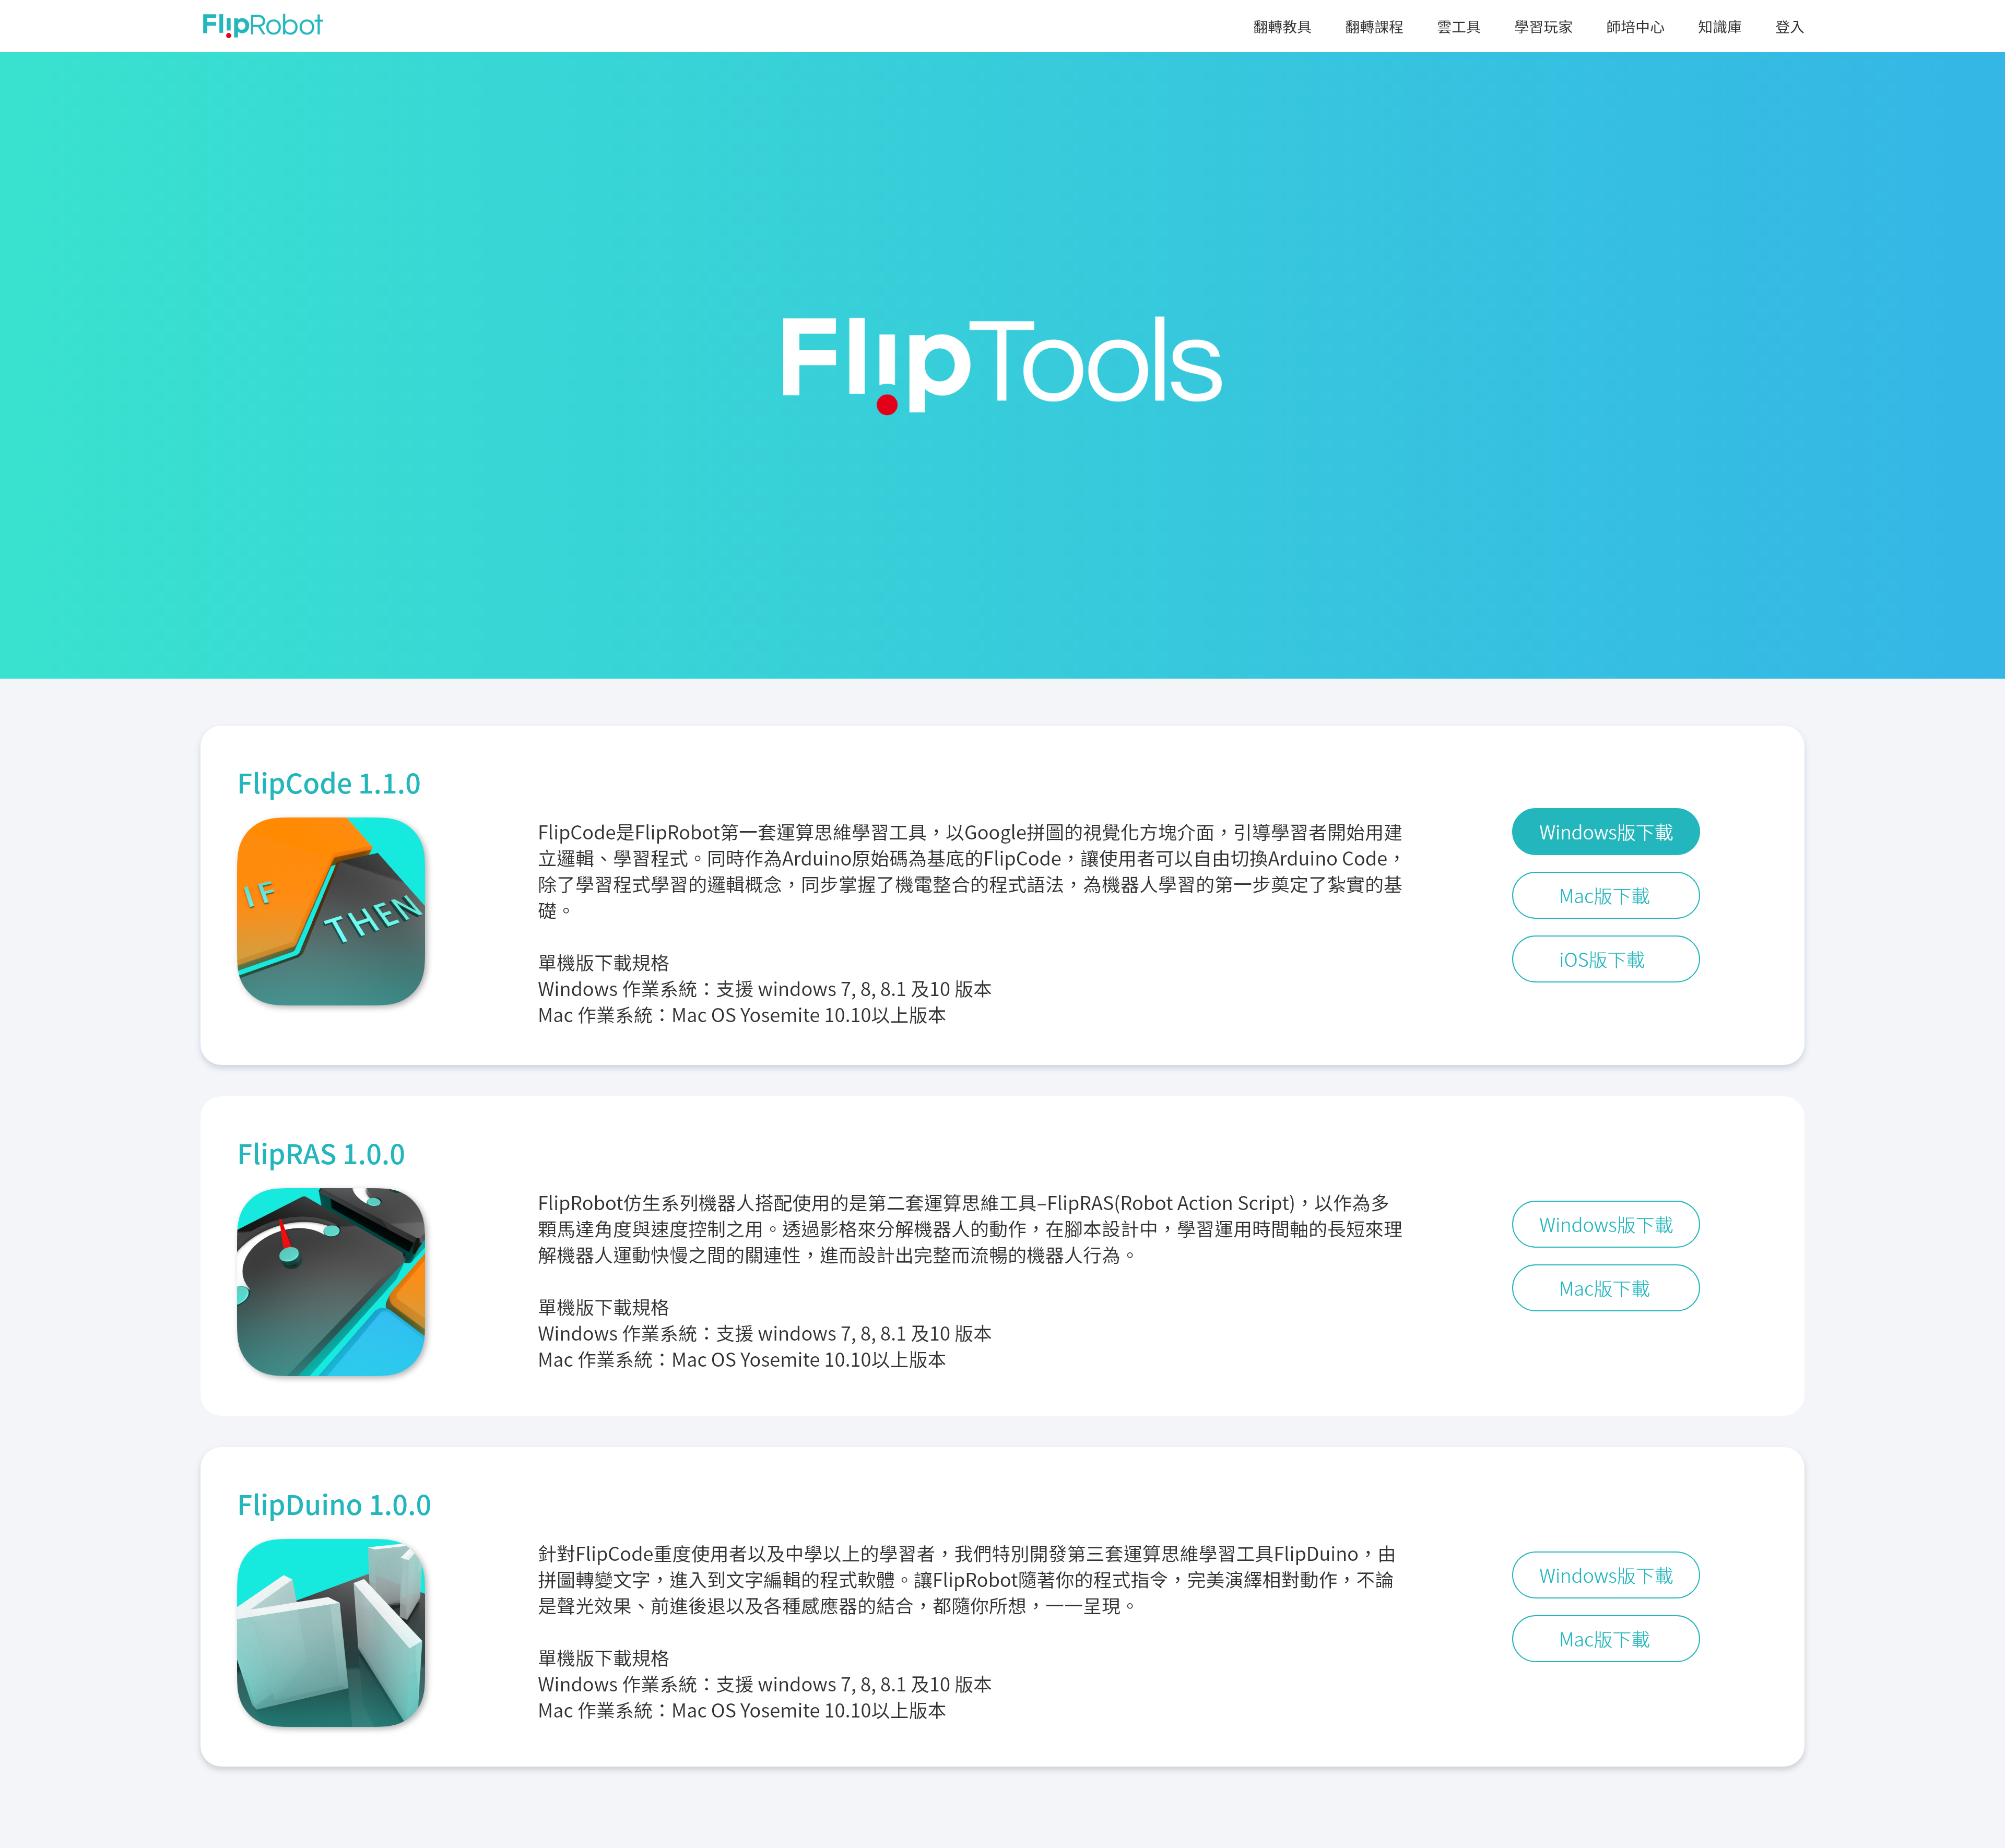 FlipRobot
翻轉教具 翻轉課程 雲工具 學習玩家 師培中心 知識庫 登入
FlipTools
FlipCode 1.1.0
IF
THEN
FlipCode是FlipRobot第一套運算思維學習工具，以Google拼圖的視覺化方塊介面，引導學習者開始用建
立邏輯、學習程式。同時作為Arduino原始碼為基底的FlipCode，讓使用者可以自由切換Arduino Code，
除了學習程式學習的邏輯概念，同步掌握了機電整合的程式語法，為機器人學習的第一步奠定了紮實的基
礎。
單機版下載規格
Windows 作業系統：支援 windows 7, 8, 8.1 及10 版本
Mac 作業系統：Mac OS Yosemite 10.10以上版本
Windows版下載
Mac版下載
iOS版下載
FlipRAS 1.0.0
FlipRobot仿生系列機器人搭配使用的是第二套運算思維工具–FlipRAS(Robot Action Script)，以作為多
顆馬達角度與速度控制之用。透過影格來分解機器人的動作，在腳本設計中，學習運用時間軸的長短來理
解機器人運動快慢之間的關連性，進而設計出完整而流暢的機器人行為。
單機版下載規格
Windows 作業系統：支援 windows 7, 8, 8.1 及10 版本
Mac 作業系統：Mac OS Yosemite 10.10以上版本
Windows版下載
Mac版下載
FlipDuino 1.0.0
針對FlipCode重度使用者以及中學以上的學習者，我們特別開發第三套運算思維學習工具FlipDuino，由
拼圖轉變文字，進入到文字編輯的程式軟體。讓FlipRobot隨著你的程式指令，完美演繹相對動作，不論
是聲光效果、前進後退以及各種感應器的結合，都隨你所想，一一呈現。
單機版下載規格
Windows 作業系統：支援 windows 7, 8, 8.1 及10 版本
Mac 作業系統：Mac OS Yosemite 10.10以上版本
Windows版下載
Mac版下載